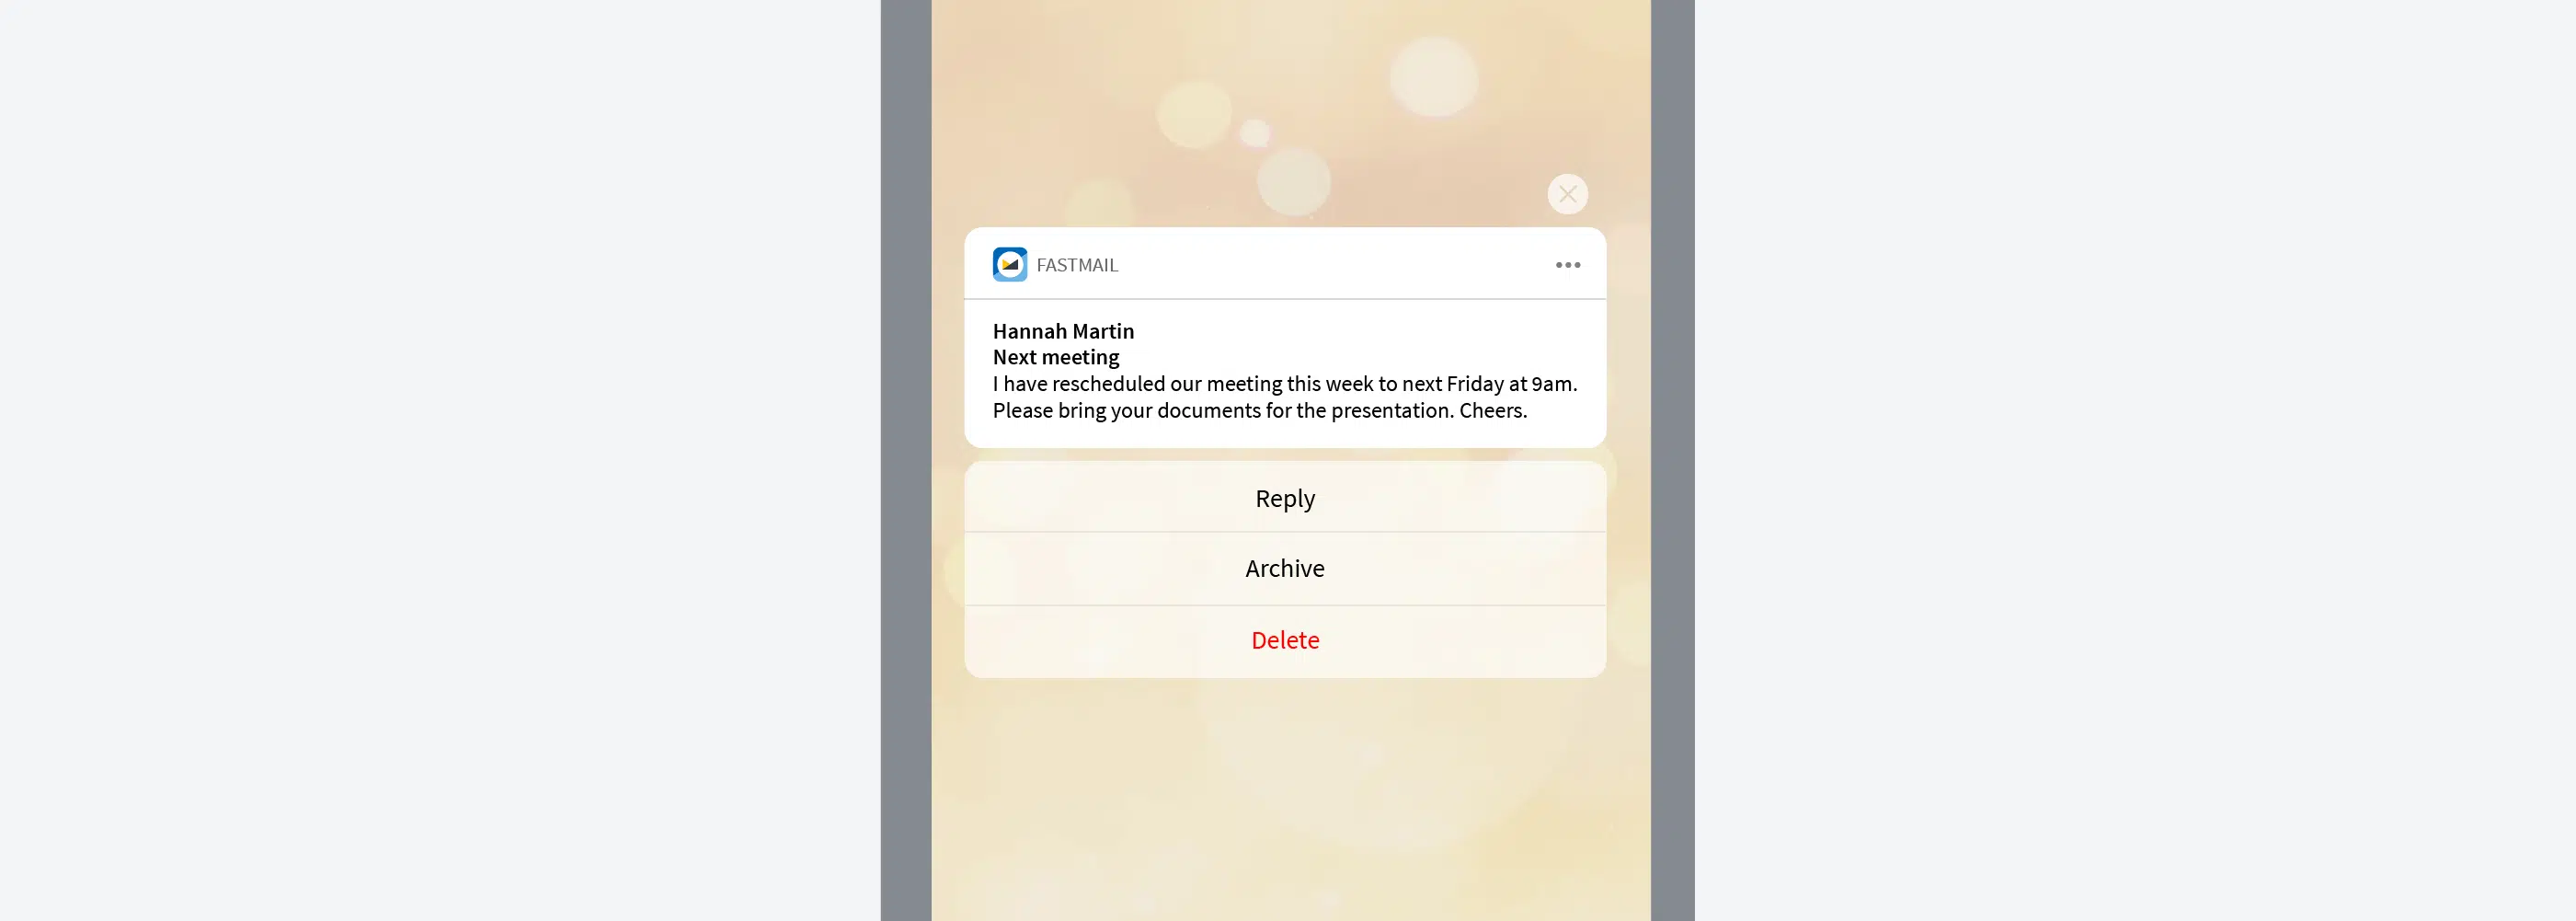 FASTMAIL
Hannah Martin
Next meeting
I have rescheduled our meeting this week to next Friday at 9am.
Please bring your documents for the presentation. Cheers.
Reply
Archive
Delete